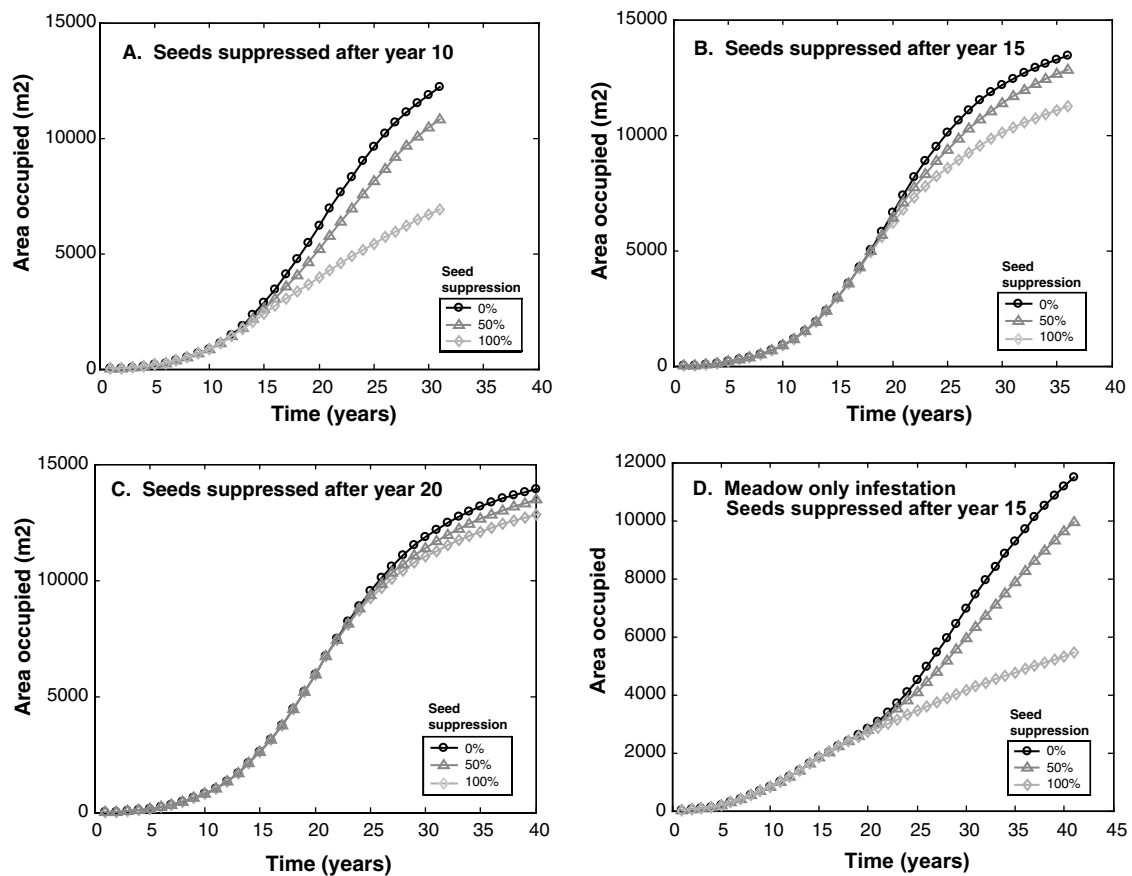 A. Seeds suppressed after year 10
15000
10000
5000
0
Area occupied (m2)
Seed
suppression
0%
50%
100%
0 5 10 15 20 25 30 35 40
Time (years)
B. Seeds suppressed after year 15
15000
10000
5000
0
Area occupied (m2)
Seed
suppression
0%
50%
100%
0 5 10 15 20 25 30 35 40
Time (years)
C. Seeds suppressed after year 20
15000
10000
5000
0
Area occupied (m2)
Seed
suppression
0%
50%
100%
0 5 10 15 20 25 30 35 40
Time (years)
D. Meadow only infestation
Seeds suppressed after year 15
12000
10000
8000
6000
4000
2000
0
Area occupied
Seed
suppression
0%
50%
100%
0 5 10 15 20 25 30 35 40 45
Time (years)